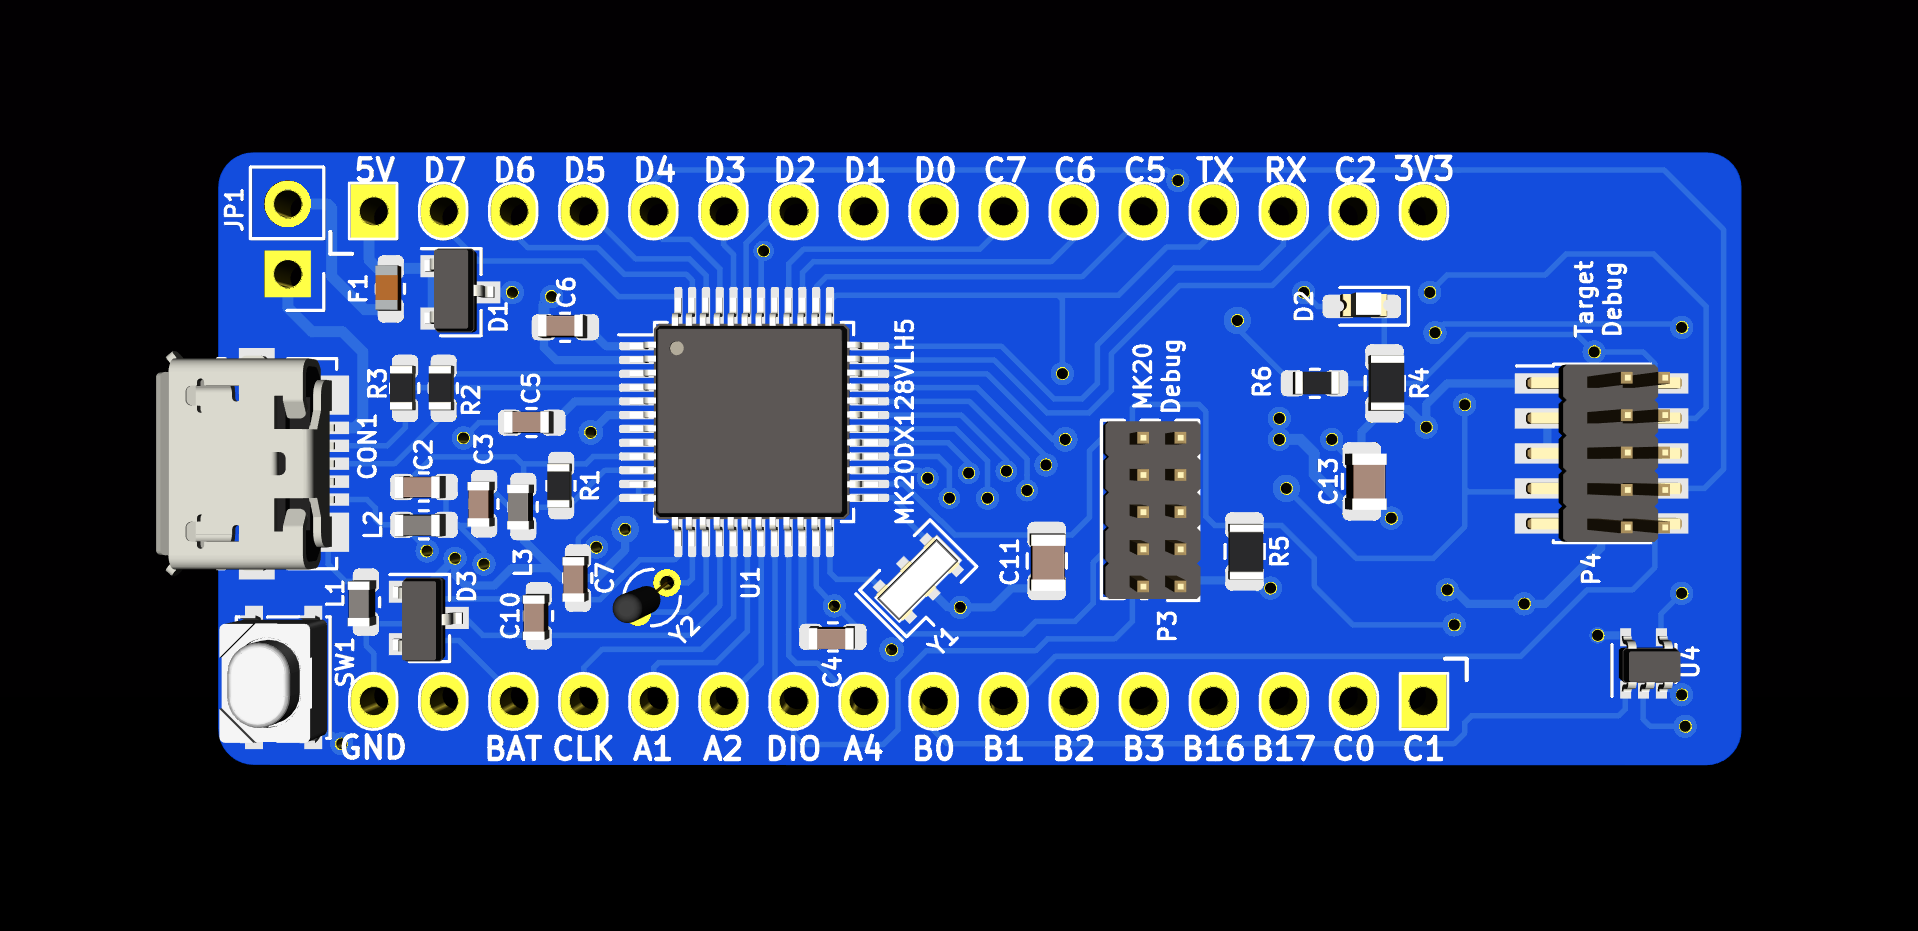 5V D7 D6 D5 D4 D3 D2 D1 D0 C7 C6 C5 TX RX C2 3V3
JP1
F1
D1
C6
D2
Target
Debug
R3
R2
C5
MK20DX128VLH5
MK20
Debug
R6
R4
CON1
C2
C3
R1
C13
L2
L3
C7
C11
R5
P4
L1
D3
C10
Y2
U1
Y1
P3
SW1
C4
U4
GND BAT CLK A1 A2 DIO A4 B0 B1 B2 B3 B16 B17 C0 C1